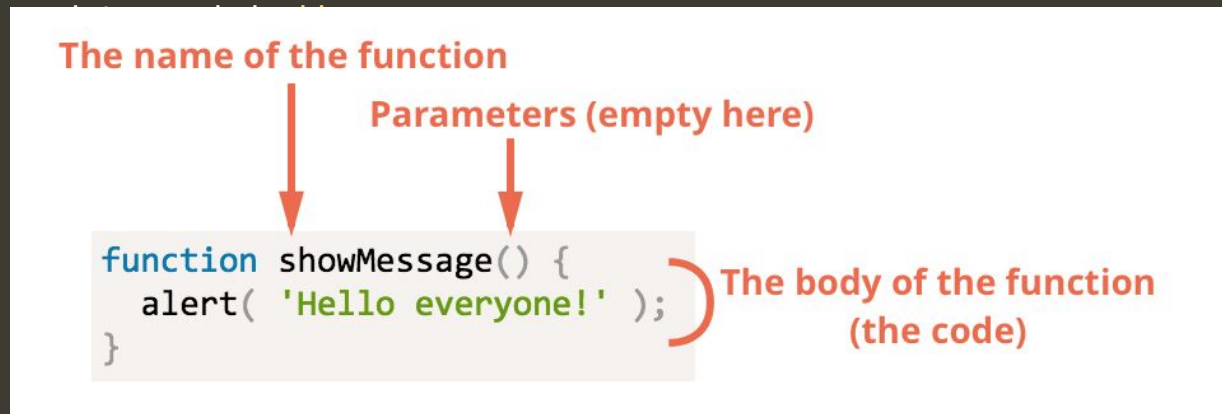 The name of the function
Parameters (empty here)
function showMessage() {
alert( 'Hello everyone!' );
}
The body of the function
(the code)